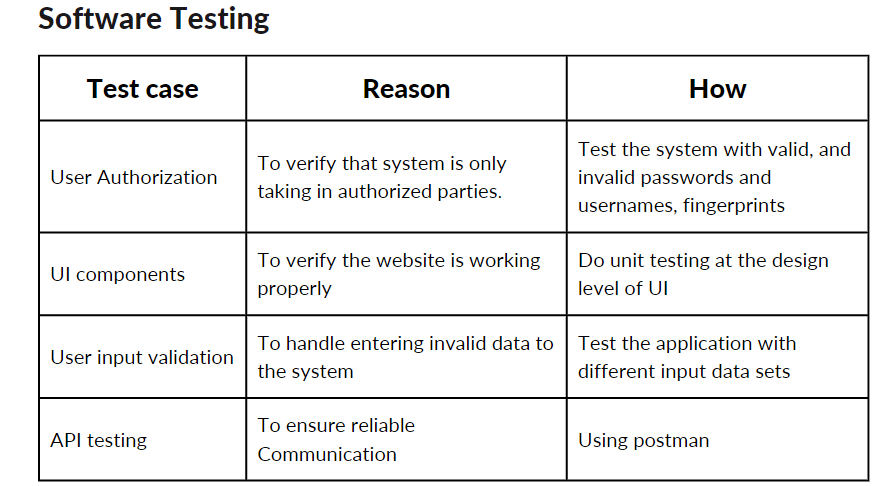 Software Testing
Test case
Reason
How
User Authorization
To verify that system is only
taking in authorized parties.
Test the system with valid, and
invalid passwords and
usernames, fingerprints
UI components
To verify the website is working
properly
Do unit testing at the design
level of UI
User input validation
To handle entering invalid data to
the system
Test the application with
different input data sets
API testing
To ensure reliable
Communication
Using postman